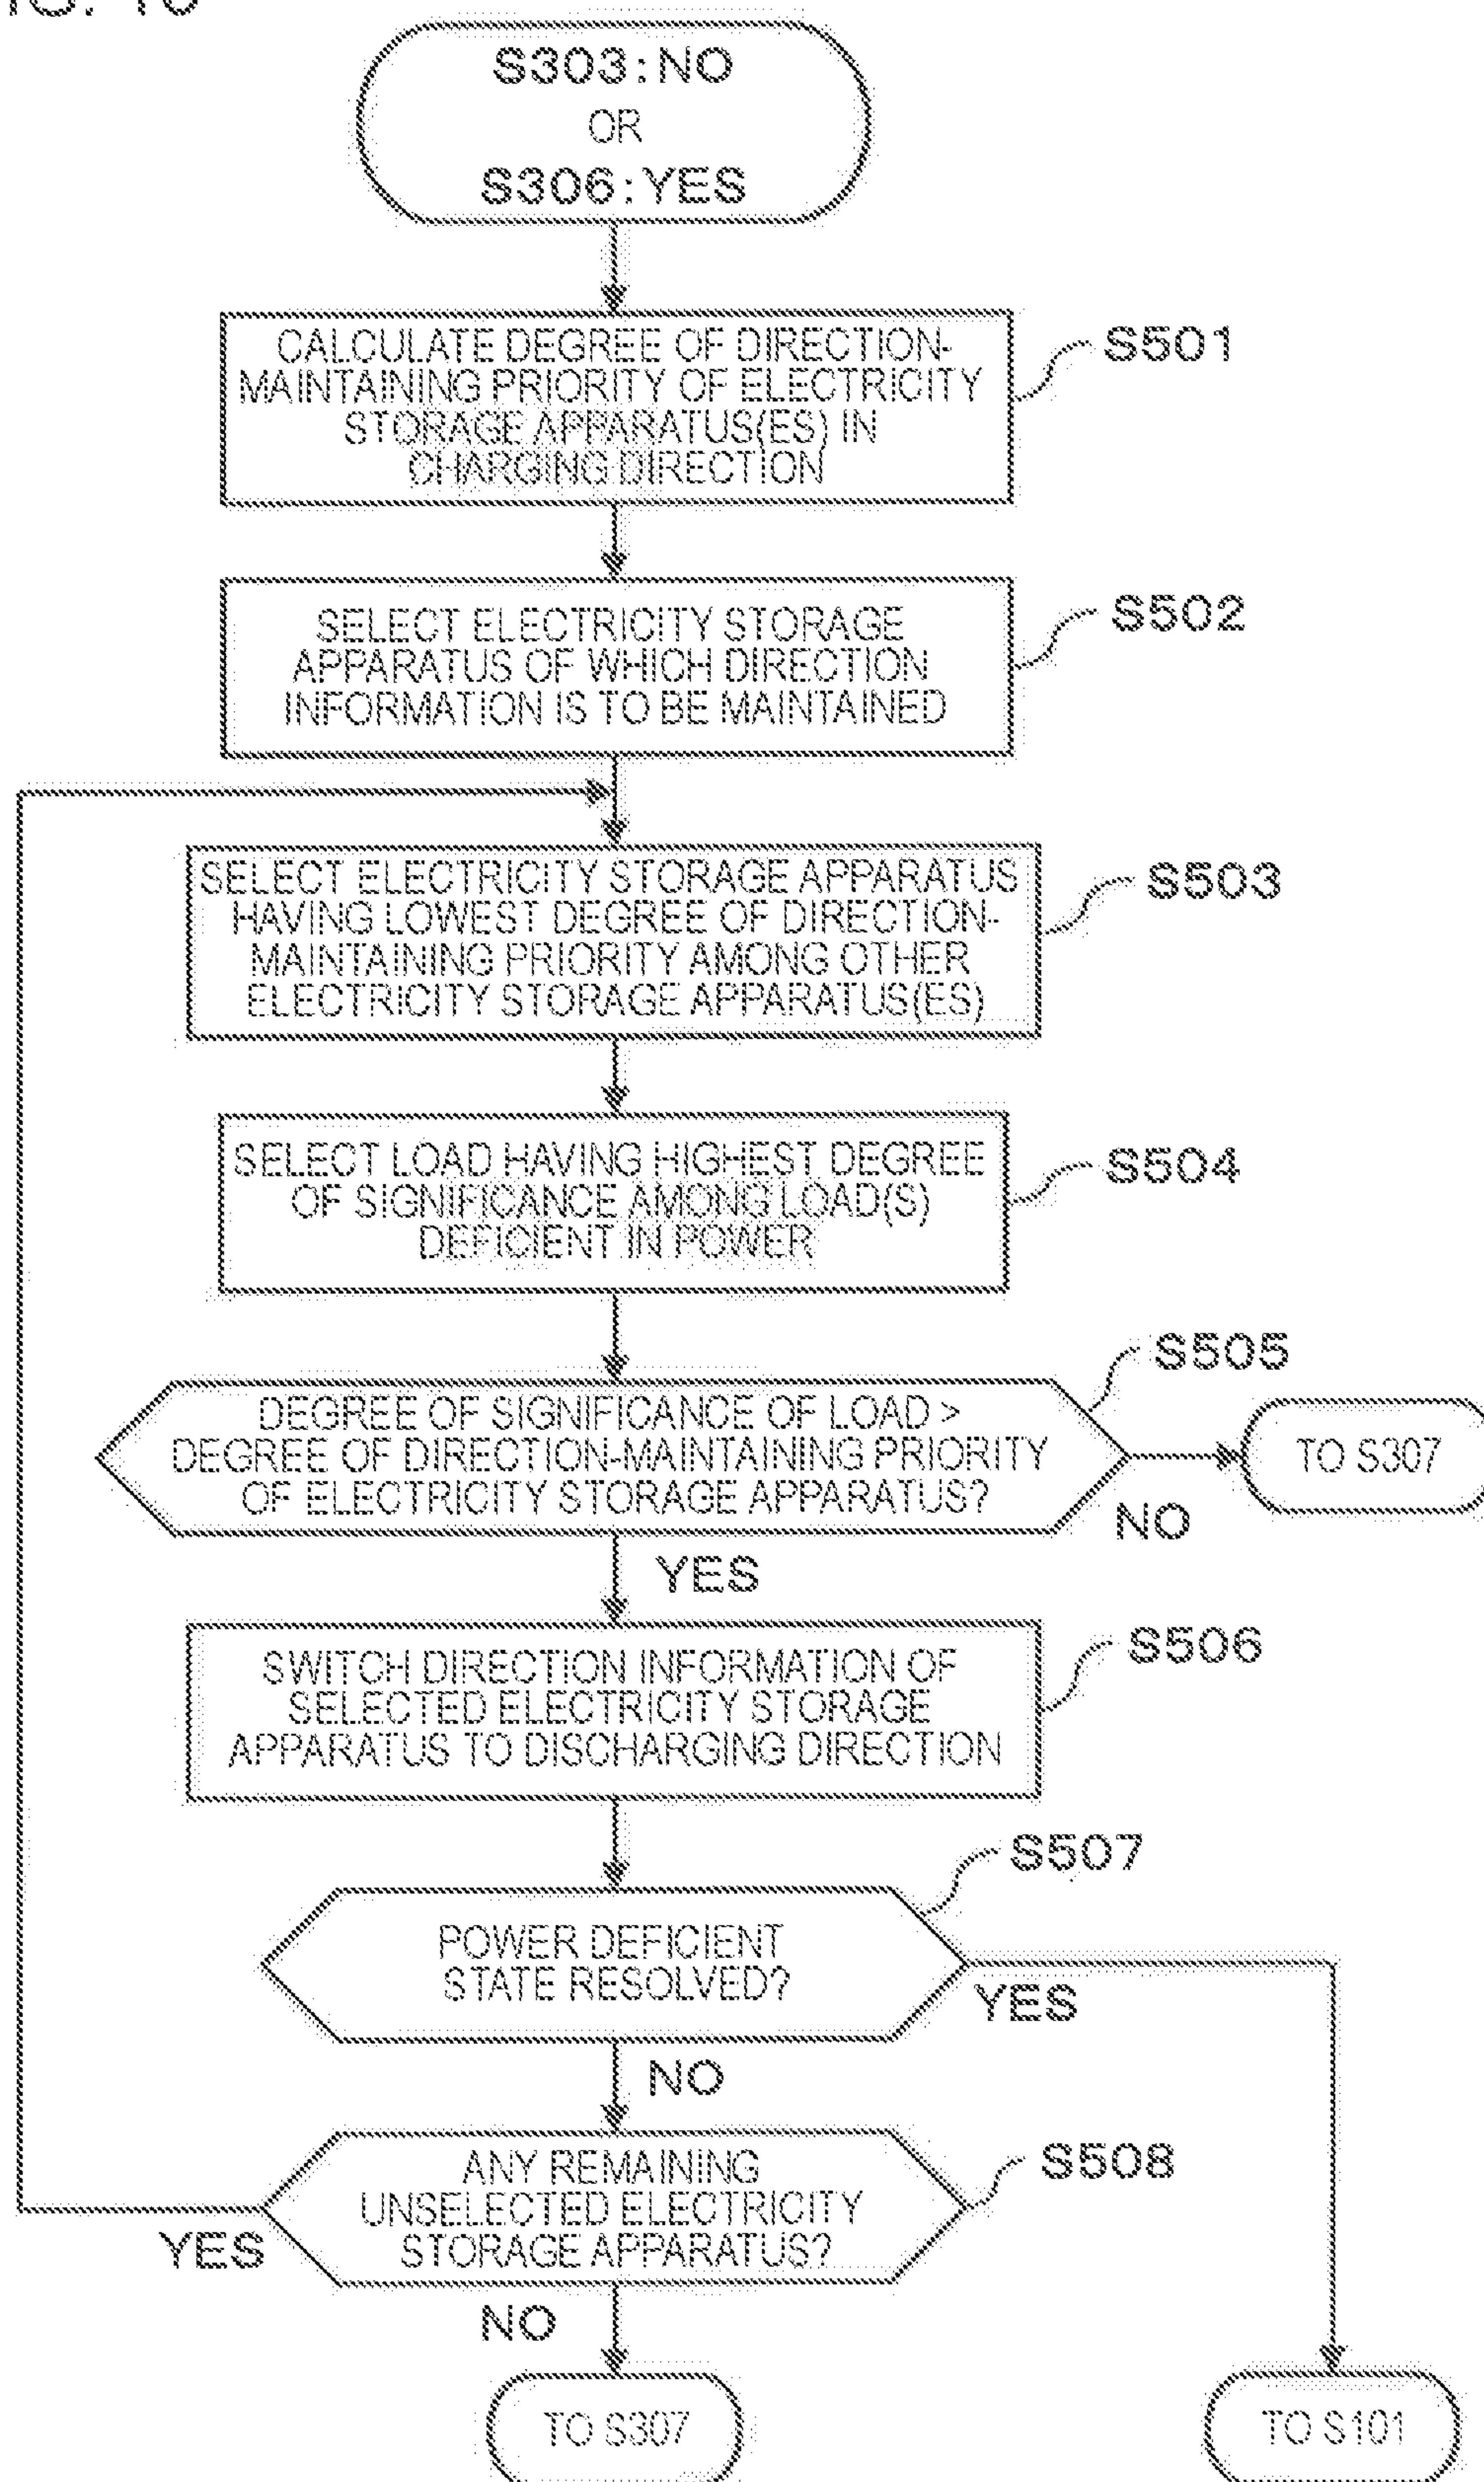 S303:NO
OR
S306:YES
CALCULATE DEGREE OF DIRECTION-
MAINTAINING PRIORITY OF ELECTRICITY
STORAGE APPARATUS(ES) IN
CHARGING DIRECTION
S501
SELECT ELECTRICITY STORAGE
APPARATUS OF WHICH DIRECTION
INFORMATION IS TO BE MAINTAINED
S502
SELECT ELECTRICITY STORAGE APPARATUS
HAVING LOWEST DEGREE OF DIRECTION-
MAINTAINING PRIORITY AMONG OTHER
ELECTRICITY STORAGE APPARATUS(ES)
S503
SELECT LOAD HAVING HIGHEST DEGREE
OF SIGNIFICANCE AMONG LOAD(S)
DEFICIENT IN POWER
S504
DEGREE OF SIGNIFICANCE OF LOAD >
DEGREE OF DIRECTION-MAINTAINING PRIORITY
OF ELECTRICITY STORAGE APPARATUS?
S505
NO
TO S307
YES
SWITCH DIRECTION INFORMATION OF
SELECTED ELECTRICITY STORAGE
APPARATUS TO DISCHARGING DIRECTION
S506
POWER DEFICIENT
STATE RESOLVED?
S507
YES
NO
ANY REMAINING
UNSELECTED ELECTRICITY
STORAGE APPARATUS?
S508
YES
NO
TO S307
TO S101